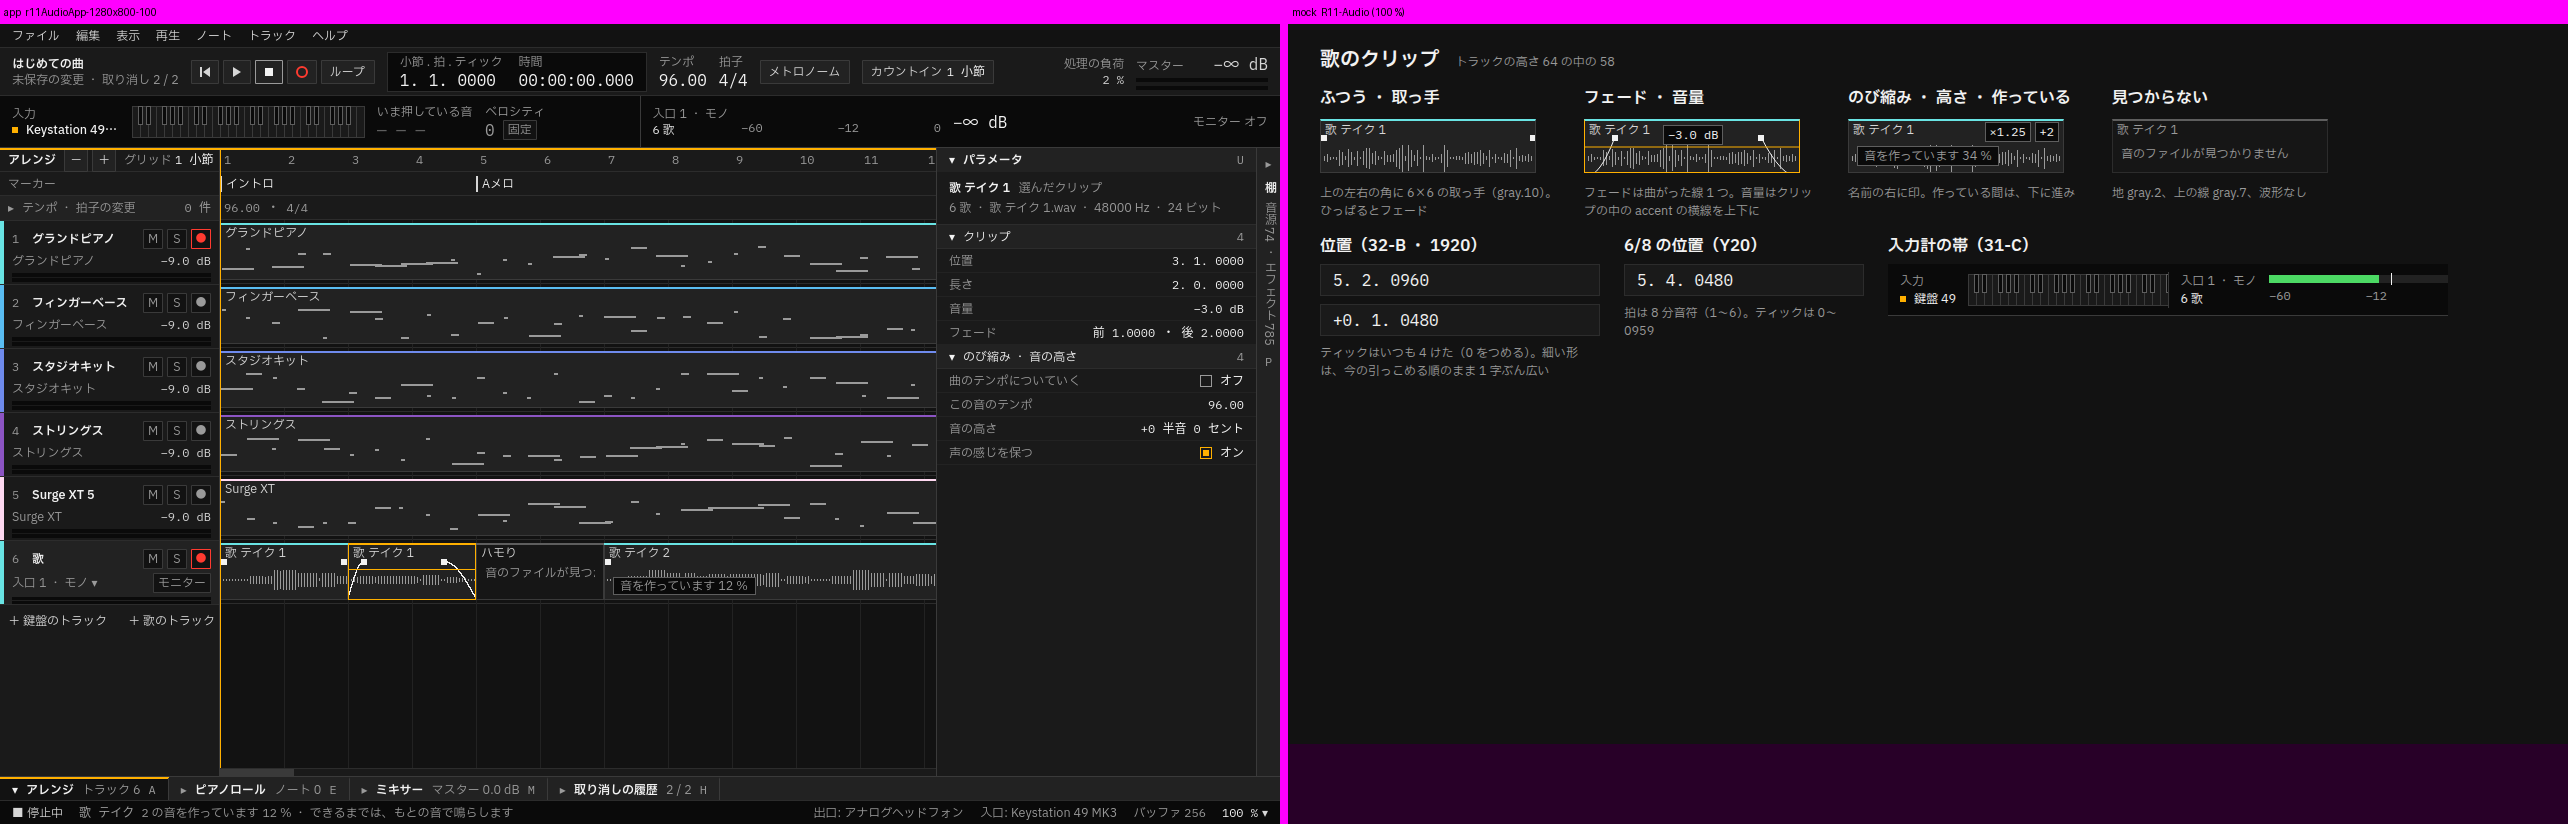 app r11AudioApp-1280x800-100
ファイル 編集 表示 再生 ノート トラック ヘルプ
はじめての曲
未保存の変更 ・ 取り消し 2 / 2
ループ
小節 . 拍 . ティック 時間
1. 1. 0000 00:00:00.000
テンポ 拍子
96.00 4/4
メトロノーム
カウントイン 1 小節
処理の負荷
2 %
マスター −∞ dB
入力
Keystation 49…
いま押している音 ベロシティ
− − − 0 固定
入口 1 ・ モノ
6 歌 −60 −12 0 −∞ dB
モニター オフ
アレンジ − + グリッド 1 小節
1 2 3 4 5 6 7 8 9 10 11 1
マーカー
イントロ Aメロ
▸ テンポ ・ 拍子の変更 0 件
96.00 ・ 4/4
1 グランドピアノ M S
グランドピアノ −9.0 dB
グランドピアノ
2 フィンガーベース M S
フィンガーベース −9.0 dB
フィンガーベース
3 スタジオキット M S
スタジオキット −9.0 dB
スタジオキット
4 ストリングス M S
ストリングス −9.0 dB
ストリングス
5 Surge XT 5 M S
Surge XT −9.0 dB
Surge XT
6 歌 M S
入口 1 ・ モノ ▾ モニター
歌 テイク 1
歌 テイク 1
ハモり
音のファイルが見つ
歌 テイク 2
音を作っています 12 %
+ 鍵盤のトラック + 歌のトラック
▾ パラメータ U
歌 テイク 1 選んだクリップ
6 歌 ・ 歌 テイク 1.wav ・ 48000 Hz ・ 24 ビット
▾ クリップ 4
位置 3. 1. 0000
長さ 2. 0. 0000
音量 −3.0 dB
フェード 前 1.0000 ・ 後 2.0000
▾ のび縮み ・ 音の高さ 4
曲のテンポについていく オフ
この音のテンポ 96.00
音の高さ +0 半音 0 セント
声の感じを保つ オン
▸ 棚 音源 74 ・ エフェクト 785 P
▾ アレンジ トラック 6 A
▸ ピアノロール ノート 0 E
▸ ミキサー マスター 0.0 dB M
▸ 取り消しの履歴 2 / 2 H
■ 停止中 歌 テイク 2 の音を作っています 12 % ・ できるまでは、もとの音で鳴らします
出口: アナログヘッドフォン 入口: Keystation 49 MK3 バッファ 256 100 % ▾
mock R11-Audio (100 %)
歌のクリップ トラックの高さ 64 の中の 58
ふつう ・ 取っ手
歌 テイク 1
上の左右の角に 6×6 の取っ手（gray.10）。
ひっぱるとフェード
フェード ・ 音量
歌 テイク 1 −3.0 dB
フェードは曲がった線 1 つ。音量はクリッ
プの中の accent の横線を上下に
のび縮み ・ 高さ ・ 作っている
歌 テイク 1 ×1.25 +2
音を作っています 34 %
名前の右に印。作っている間は、下に進み
見つからない
歌 テイク 1
音のファイルが見つかりません
地 gray.2、上の線 gray.7、波形なし
位置（32-B ・ 1920）
5. 2. 0960
+0. 1. 0480
ティックはいつも 4 けた（0 をつめる）。細い形
は、今の引っこめる順のまま 1 字ぶん広い
6/8 の位置（Y20）
5. 4. 0480
拍は 8 分音符（1〜6）。ティックは 0〜
0959
入力計の帯（31-C）
入力
鍵盤 49
入口 1 ・ モノ
6 歌 −60 −12